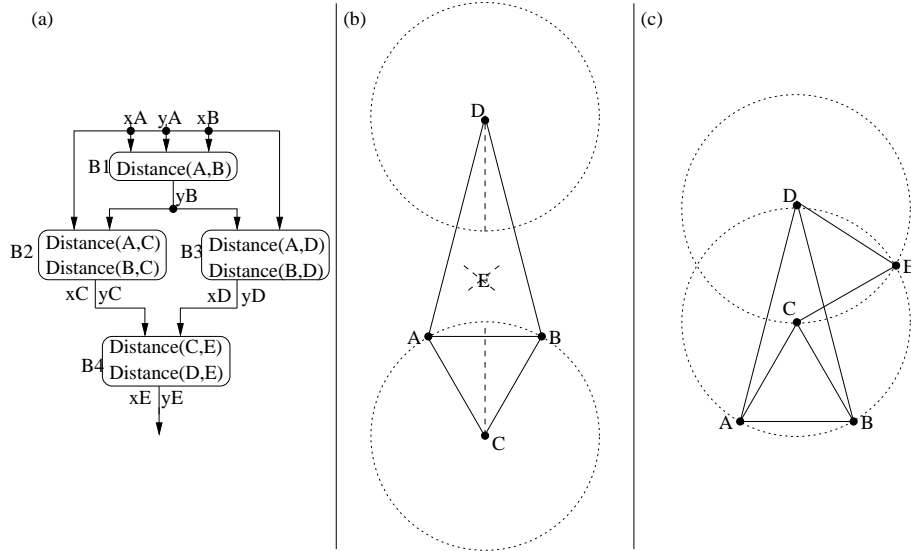 (a)
xA yA xB
B1 Distance(A,B)
yB
B2 Distance(A,C)
Distance(B,C)
B3 Distance(A,D)
Distance(B,D)
xC yC
xD yD
B4 Distance(C,E)
Distance(D,E)
xE yE
(b)
D
E
A
B
C
(c)
D
E
C
A
B